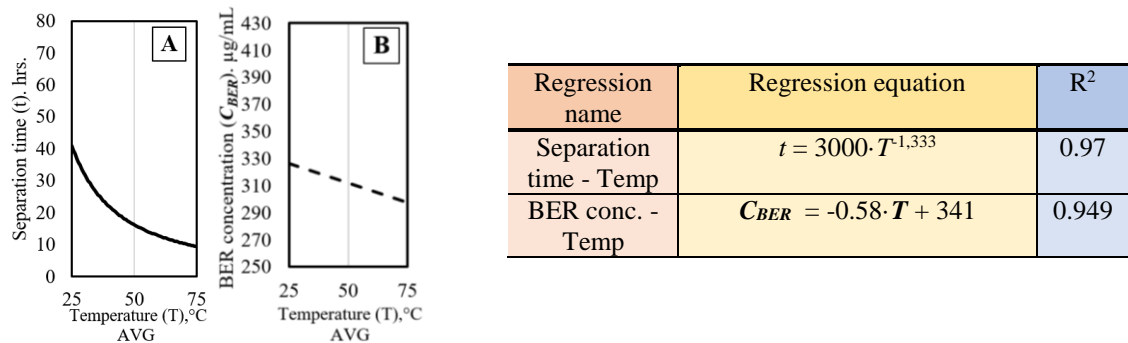 A
Separation time (t). hrs.
80
70
60
50
40
30
20
10
0
25 50 75
Temperature (T),°C
AVG
B
BER concentration (C_BER). µg/mL
430
410
390
370
350
330
310
290
270
250
25 50 75
Temperature (T),°C
AVG
Regression name
Regression equation
R²
Separation time - Temp
t = 3000·T^-1,333
0.97
BER conc. - Temp
C_BER = -0.58·T + 341
0.949